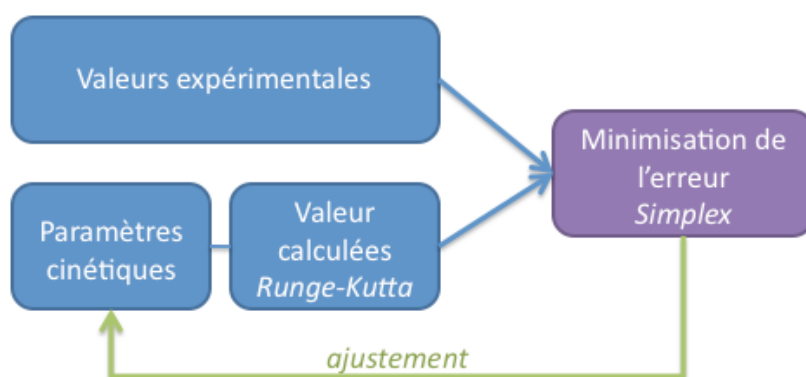 Valeurs expérimentales
Minimisation de
l'erreur
Simplex
Paramètres
cinétiques
Valeur
calculées
Runge-Kutta
ajustement